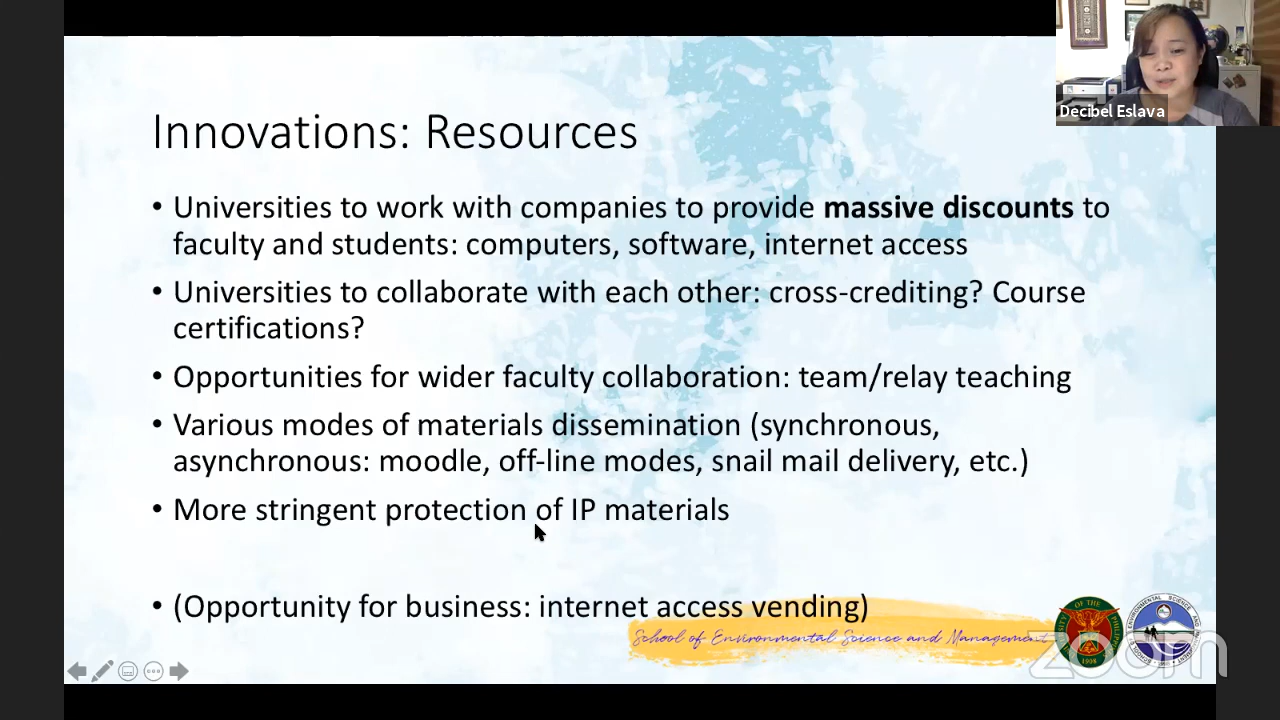 Decibel Eslava
Innovations: Resources
• Universities to work with companies to provide massive discounts to
faculty and students: computers, software, internet access
• Universities to collaborate with each other: cross-crediting? Course
certifications?
• Opportunities for wider faculty collaboration: team/relay teaching
• Various modes of materials dissemination (synchronous,
asynchronous: moodle, off-line modes, snail mail delivery, etc.)
• More stringent protection of IP materials
• (Opportunity for business: internet access vending)
School of Environmental Science and Management
1908
zoom